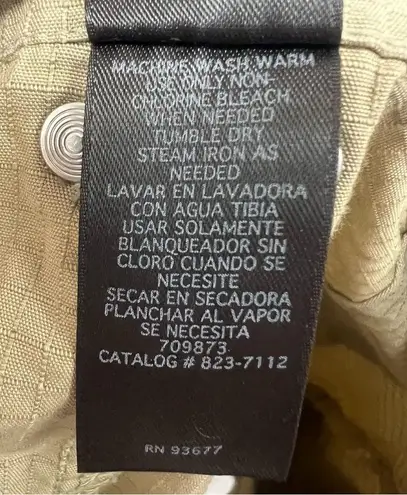 MACHINE WASH WARM
USE ONLY NON-
CHLORINE BLEACH
WHEN NEEDED
TUMBLE DRY
STEAM IRON AS
NEEDED
LAVAR EN LAVADORA
CON AGUA TIBIA
USAR SOLAMENTE
BLANQUEADOR SIN
CLORO CUANDO SE
NECESITE
SECAR EN SECADORA
PLANCHAR AL VAPOR
SE NECESITA
709873
CATALOG # 823-7112
RN 93677